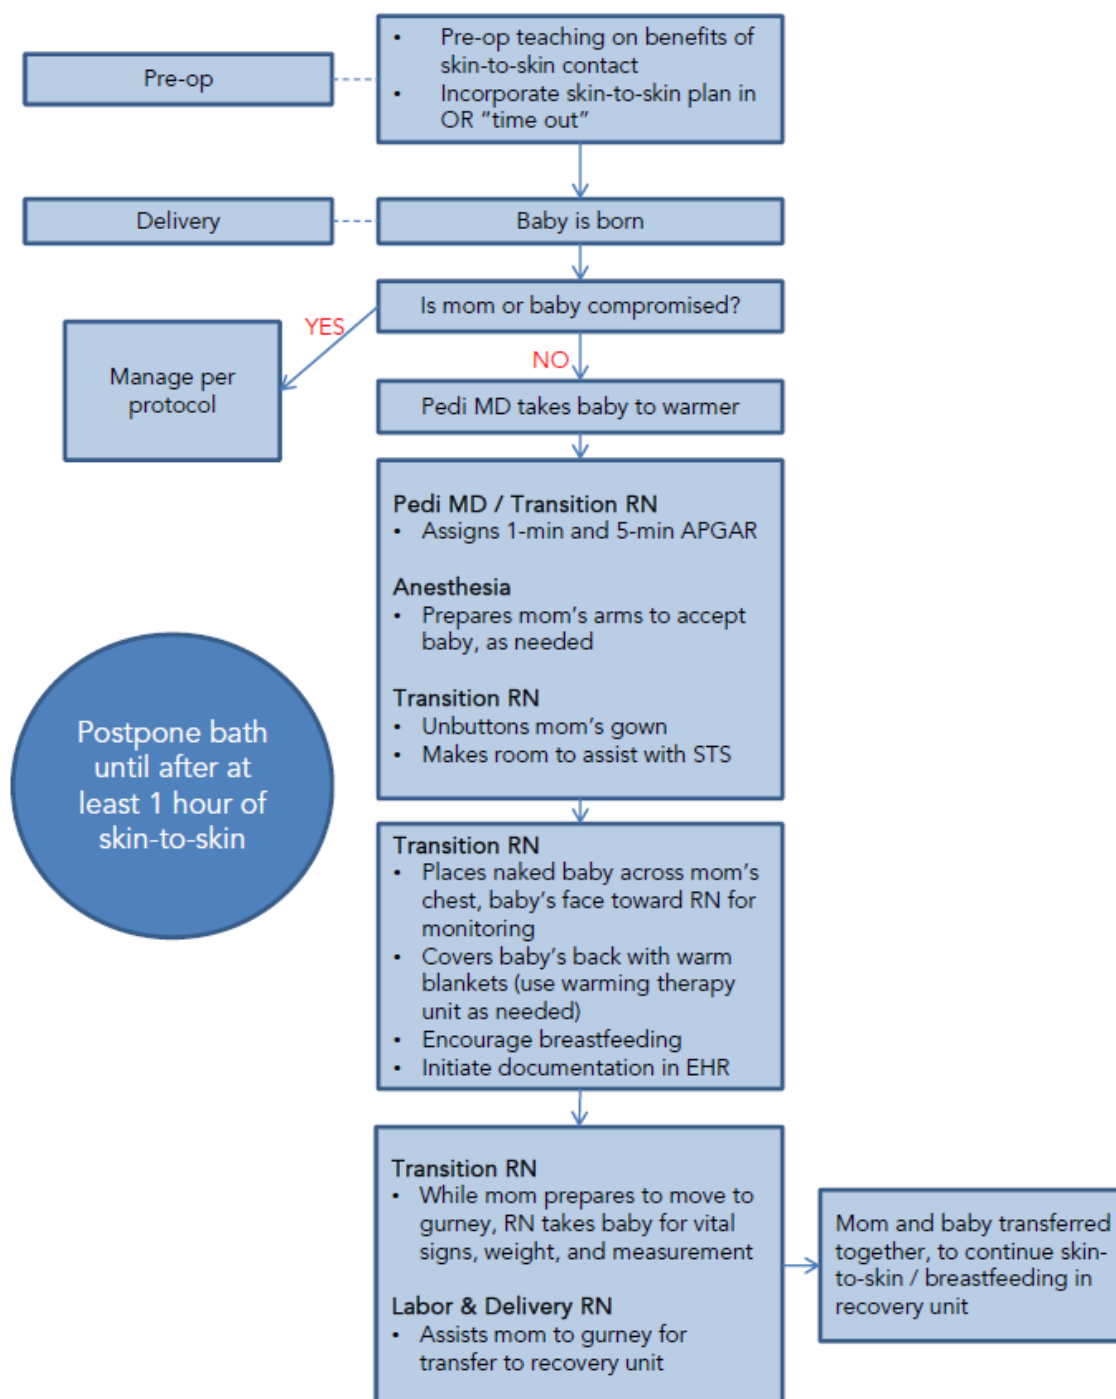 Pre-op
• Pre-op teaching on benefits of
skin-to-skin contact
• Incorporate skin-to-skin plan in
OR “time out”
Delivery
Baby is born
Is mom or baby compromised?
YES
NO
Manage per
protocol
Pedi MD takes baby to warmer
Pedi MD / Transition RN
• Assigns 1-min and 5-min APGAR
Anesthesia
• Prepares mom’s arms to accept
baby, as needed
Transition RN
• Unbuttons mom’s gown
• Makes room to assist with STS
Postpone bath
until after at
least 1 hour of
skin-to-skin
Transition RN
• Places naked baby across mom’s
chest, baby’s face toward RN for
monitoring
• Covers baby’s back with warm
blankets (use warming therapy
unit as needed)
• Encourage breastfeeding
• Initiate documentation in EHR
Transition RN
• While mom prepares to move to
gurney, RN takes baby for vital
signs, weight, and measurement
Labor & Delivery RN
• Assists mom to gurney for
transfer to recovery unit
Mom and baby transferred
together, to continue skin-
to-skin / breastfeeding in
recovery unit